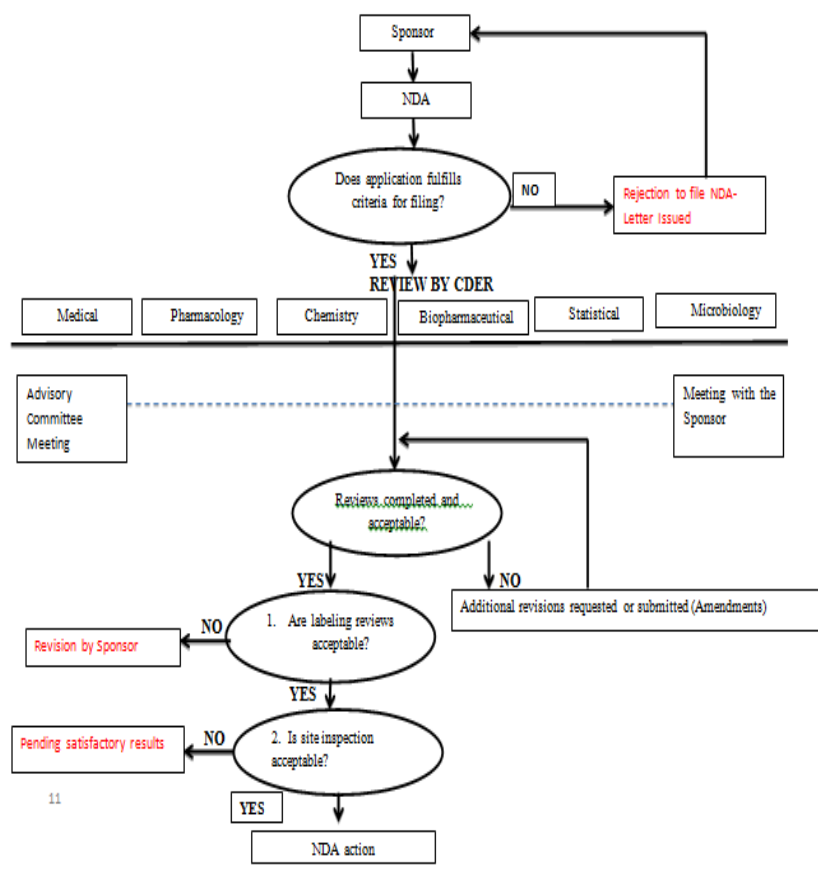 Sponsor
NDA
Does application fulfills
criteria for filing?
NO
Rejection to file NDA-
Letter Issued
YES
REVIEW BY CDER
Medical
Pharmacology
Chemistry
Biopharmaceutical
Statistical
Microbiology
Advisory
Committee
Meeting
Meeting with the
Sponsor
Reviews completed and
acceptable?
YES
NO
Additional revisions requested or submitted (Amendments)
1. Are labeling reviews
acceptable?
NO
Revision by Sponsor
YES
2. Is site inspection
acceptable?
NO
Pending satisfactory results
11
YES
NDA action